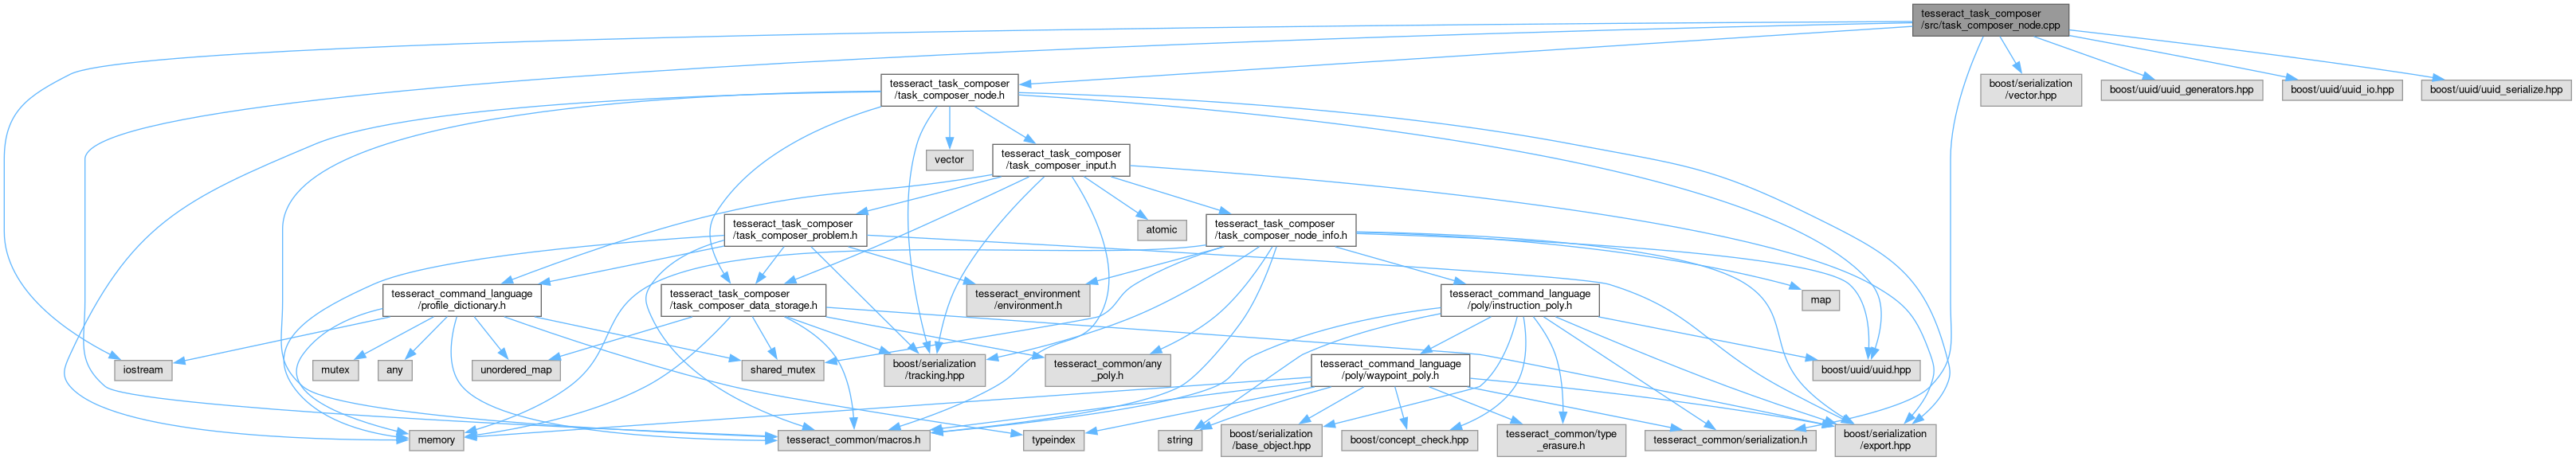 tesseract_task_composer
/src/task_composer_node.cpp
tesseract_task_composer
/task_composer_node.h
boost/serialization
/vector.hpp
boost/uuid/uuid_generators.hpp
boost/uuid/uuid_io.hpp
boost/uuid/uuid_serialize.hpp
vector
tesseract_task_composer
/task_composer_input.h
tesseract_task_composer
/task_composer_problem.h
atomic
tesseract_task_composer
/task_composer_node_info.h
tesseract_command_language
/profile_dictionary.h
tesseract_task_composer
/task_composer_data_storage.h
tesseract_environment
/environment.h
tesseract_command_language
/poly/instruction_poly.h
map
iostream
mutex
any
unordered_map
shared_mutex
boost/serialization
/tracking.hpp
tesseract_common/any
_poly.h
tesseract_command_language
/poly/waypoint_poly.h
boost/uuid/uuid.hpp
memory
tesseract_common/macros.h
typeindex
string
boost/serialization
/base_object.hpp
boost/concept_check.hpp
tesseract_common/type
_erasure.h
tesseract_common/serialization.h
boost/serialization
/export.hpp